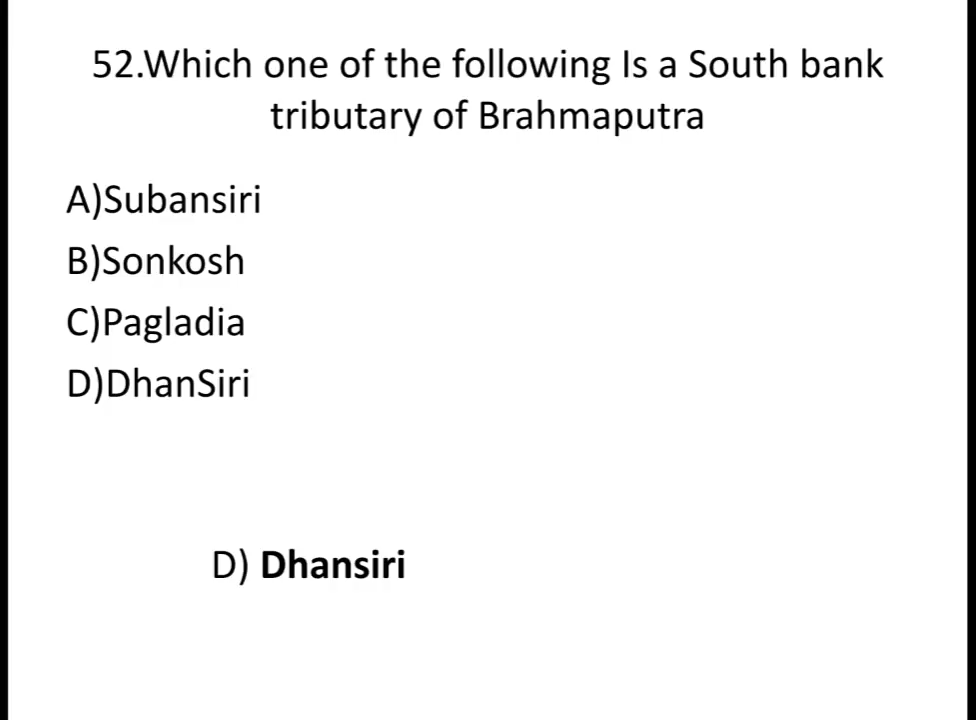 52.Which one of the following Is a South bank
tributary of Brahmaputra
A)Subansiri
B)Sonkosh
C)Pagladia
D)DhanSiri
D) Dhansiri